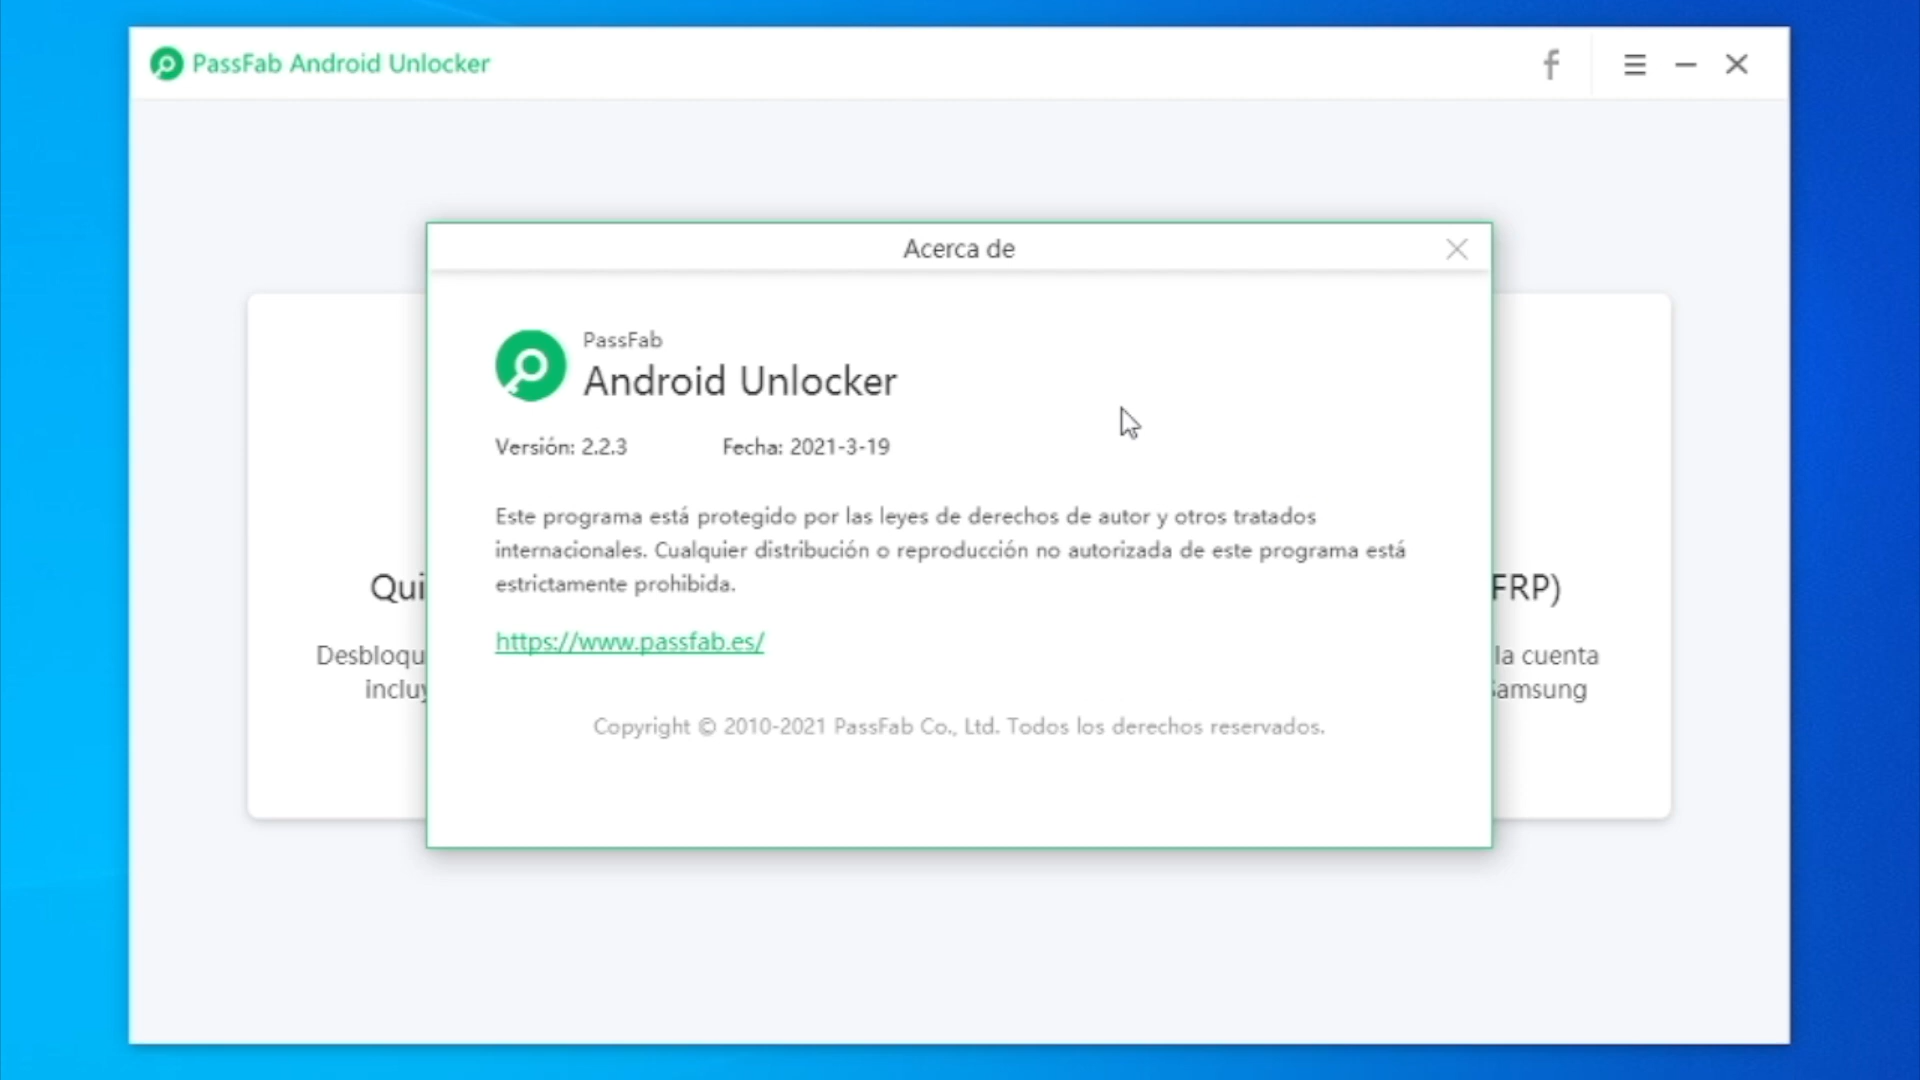 PassFab Android Unlocker
Acerca de
PassFab
Android Unlocker
Versión: 2.2.3 Fecha: 2021-3-19
Este programa está protegido por las leyes de derechos de autor y otros tratados
internacionales. Cualquier distribución o reproducción no autorizada de este programa está
estrictamente prohibida.
https://www.passfab.es/
Copyright © 2010-2021 PassFab Co., Ltd. Todos los derechos reservados.
FRP)
la cuenta
Samsung